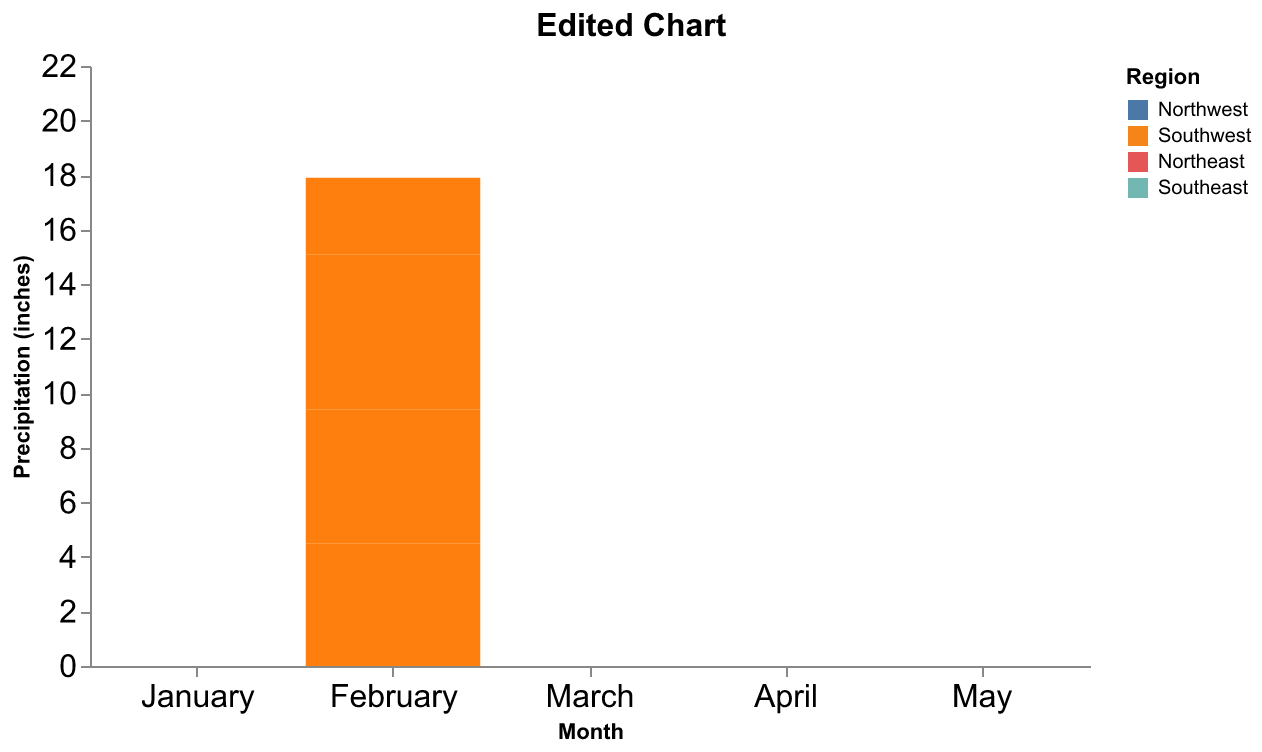 Edited Chart
Precipitation (inches)
22
20
18
16
14
12
10
8
6
4
2
0
January February March April May
Month
Region
Northwest
Southwest
Northeast
Southeast